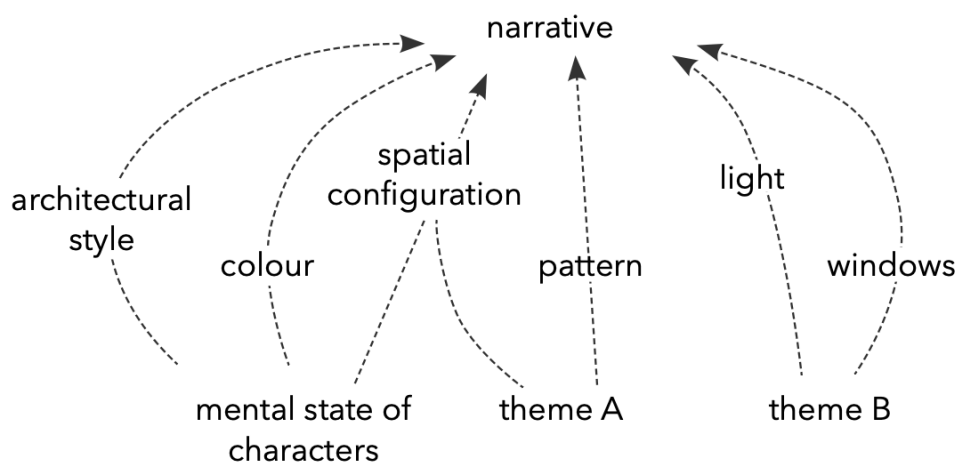 narrative
spatial
configuration
architectural
style
light
colour
pattern
windows
mental state of
characters
theme A
theme B